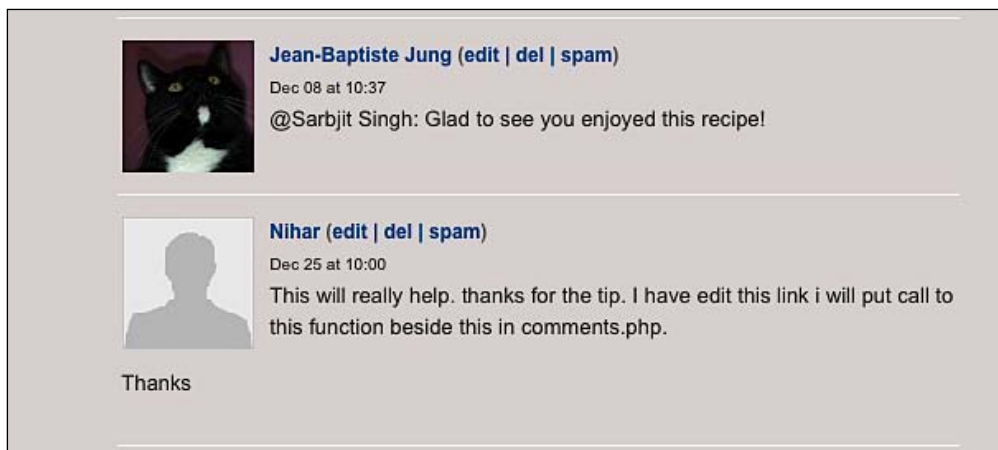 Jean-Baptiste Jung (edit | del | spam)
Dec 08 at 10:37
@Sarbjit Singh: Glad to see you enjoyed this recipe!
Nihar (edit | del | spam)
Dec 25 at 10:00
This will really help. thanks for the tip. I have edit this link i will put call to
this function beside this in comments.php.
Thanks